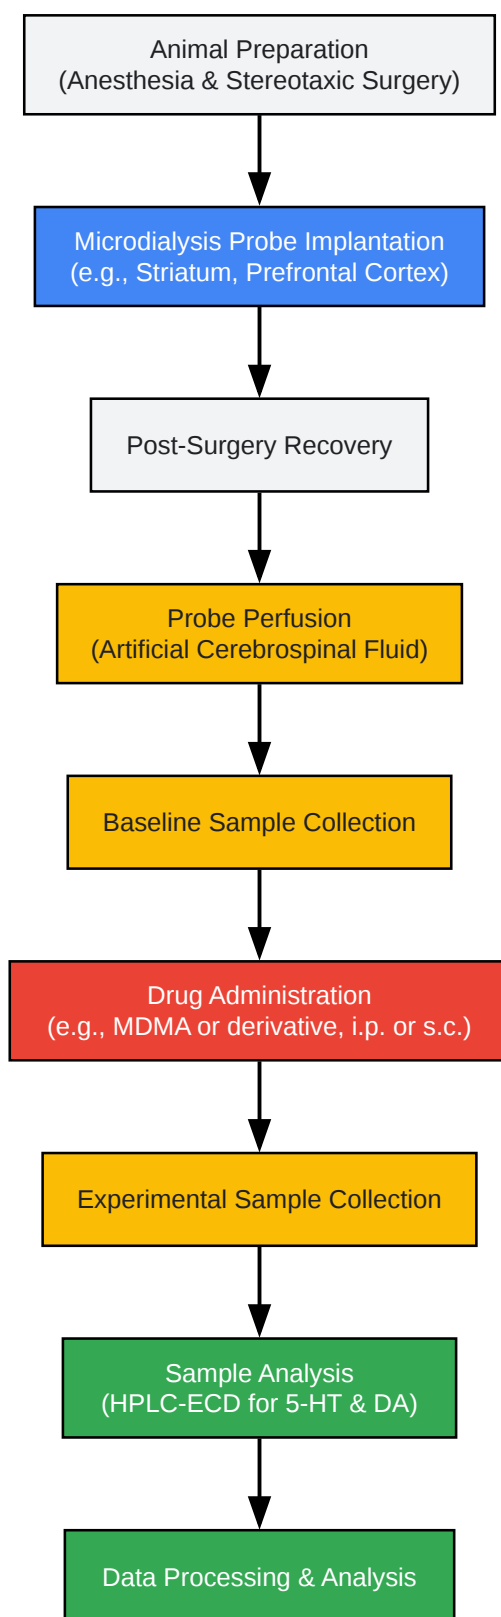 Animal Preparation
(Anesthesia & Stereotaxic Surgery)
Microdialysis Probe Implantation
(e.g., Striatum, Prefrontal Cortex)
Post-Surgery Recovery
Probe Perfusion
(Artificial Cerebrospinal Fluid)
Baseline Sample Collection
Drug Administration
(e.g., MDMA or derivative, i.p. or s.c.)
Experimental Sample Collection
Sample Analysis
(HPLC-ECD for 5-HT & DA)
Data Processing & Analysis